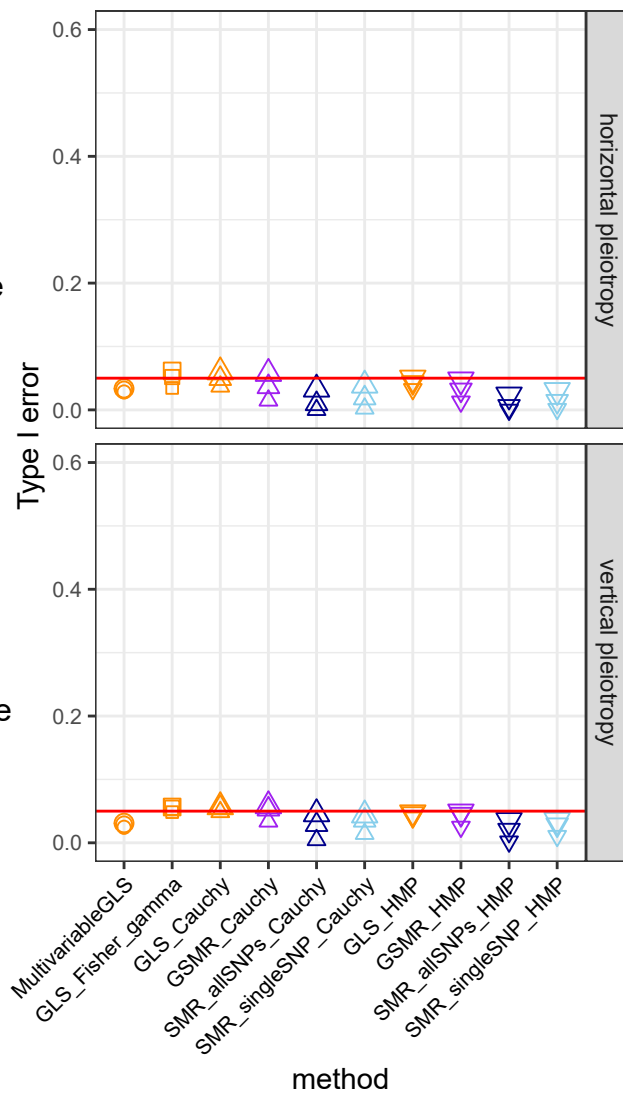 0.6
0.4
0.2
0.0
horizontal pleiotropy
e
Type I error
0.6
0.4
0.2
0.0
vertical pleiotropy
e
MultivariableGLS
GLS_Fisher_gamma
GLS_Cauchy
GSMR_Cauchy
SMR_allSNPs_Cauchy
SMR_singleSNP_Cauchy
GLS_HMP
GSMR_HMP
SMR_allSNPs_HMP
SMR_singleSNP_HMP
method